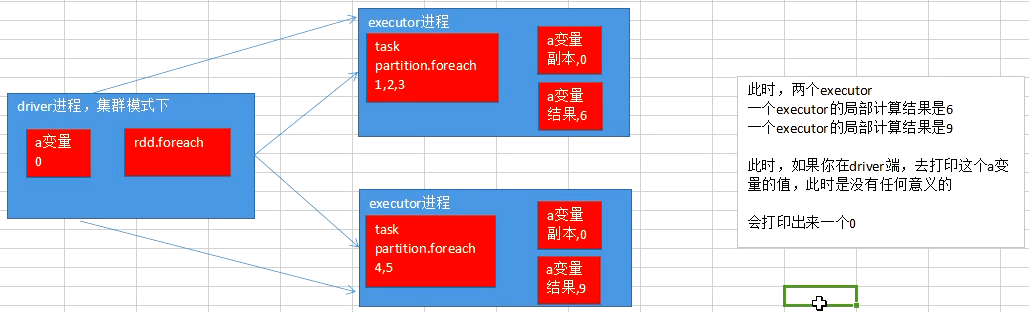 driver进程，集群模式下
a变量
0
rdd.foreach
executor进程
task
partition.foreach
1,2,3
a变量
副本,0
a变量
结果,6
executor进程
task
partition.foreach
4,5
a变量
副本,0
a变量
结果,9
此时，两个executor
一个executor的局部计算结果是6
一个executor的局部计算结果是9
此时，如果你在driver端，去打印这个a变
量的值，此时是没有任何意义的
会打印出来一个0